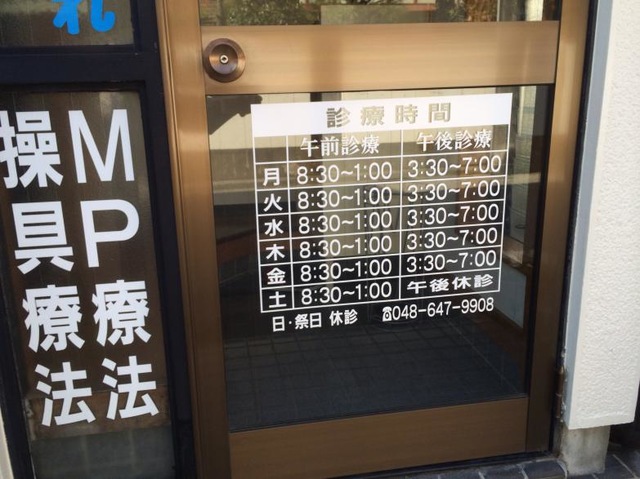 れ
MP療法
操具療法
診療時間
午前診療 午後診療
月 8:30~1:00 3:30~7:00
火 8:30~1:00 3:30~7:00
水 8:30~1:00 3:30~7:00
木 8:30~1:00 3:30~7:00
金 8:30~1:00 3:30~7:00
土 8:30~1:00 午後休診
日・祭日 休診 ☎048-647-9908